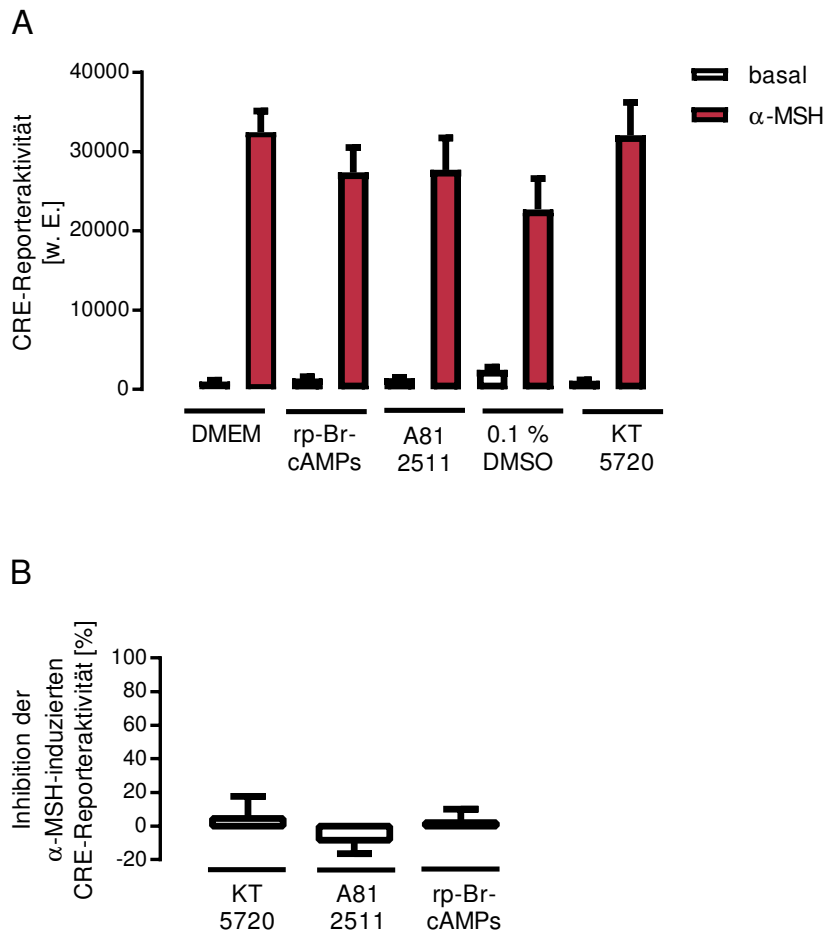 A
40000
30000
20000
10000
0
CRE-Reporteraktivität
[w. E.]
basal
α-MSH
DMEM
rp-Br-
cAMPs
A81
2511
0.1 %
DMSO
KT
5720
B
100
80
60
40
20
0
-20
Inhibition der
α-MSH-induzierten
CRE-Reporteraktivität [%]
KT
5720
A81
2511
rp-Br-
cAMPs